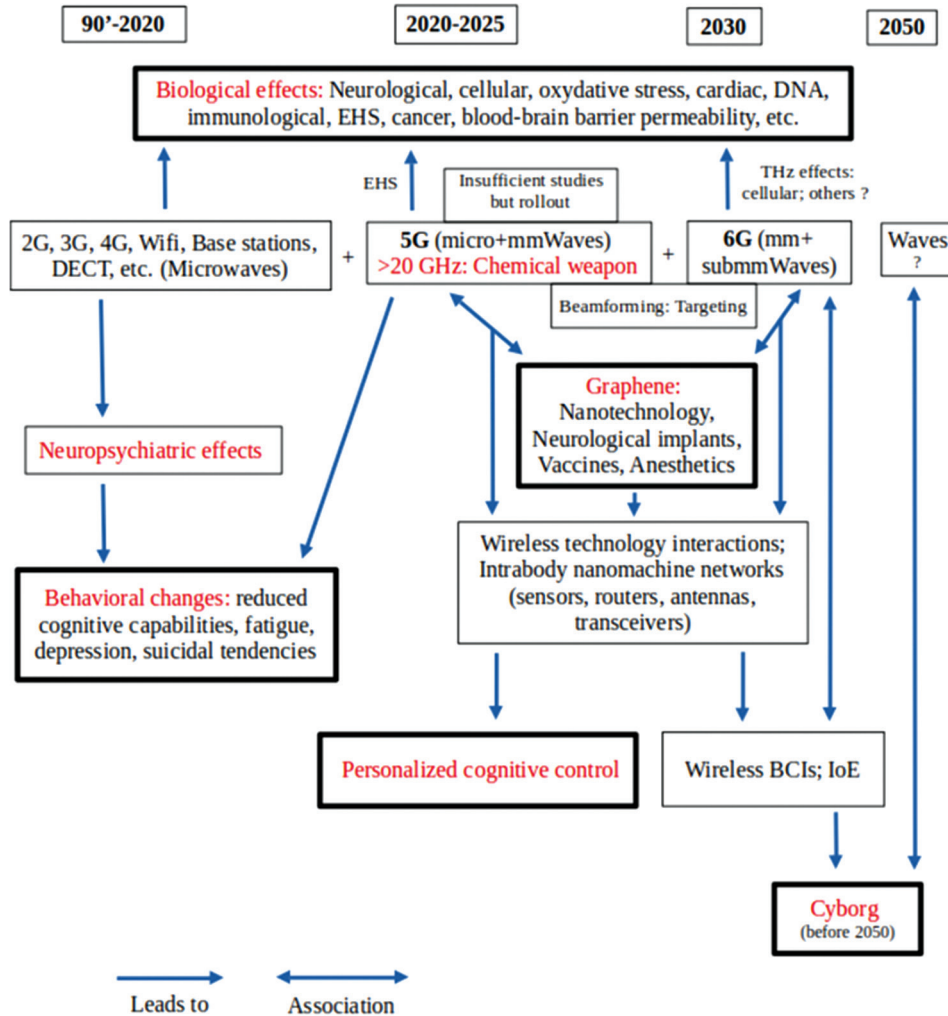 90’-2020
2020-2025
2030
2050
Biological effects: Neurological, cellular, oxydative stress, cardiac, DNA,
immunological, EHS, cancer, blood-brain barrier permeability, etc.
EHS
Insufficient studies
but rollout
THz effects:
cellular; others ?
2G, 3G, 4G, Wifi, Base stations,
DECT, etc. (Microwaves)
+
5G (micro+mmWaves)
>20 GHz: Chemical weapon
+
6G (mm+
submmWaves)
Waves
?
Beamforming: Targeting
Graphene:
Nanotechnology,
Neurological implants,
Vaccines, Anesthetics
Neuropsychiatric effects
Wireless technology interactions;
Intrabody nanomachine networks
(sensors, routers, antennas,
transceivers)
Behavioral changes: reduced
cognitive capabilities, fatigue,
depression, suicidal tendencies
Personalized cognitive control
Wireless BCIs; IoE
Cyborg
(before 2050)
Leads to
Association